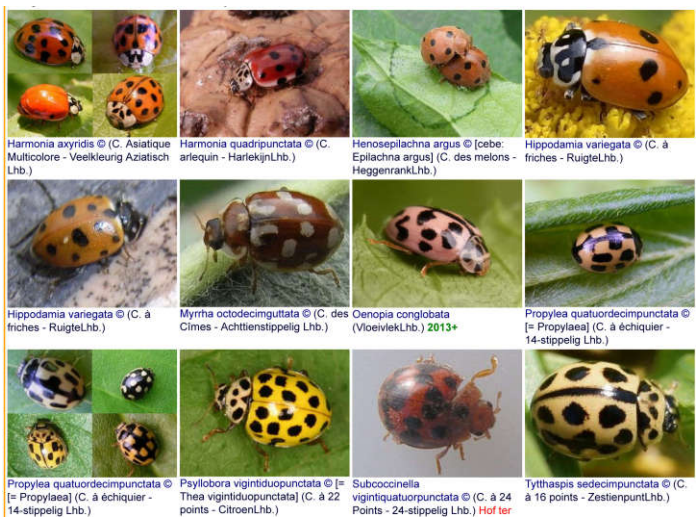 Harmonia axyridis © (C. Asiatique
Multicolore - Veelkleurig Aziatisch
Lhb.)
Harmonia quadripunctata © (C.
arlequin - HarlekijnLhb.)
Henosepilachna argus © [cebe:
Epilachna argus] (C. des melons -
HeggenrankLhb.)
Hippodamia variegata © (C. à
friches - RuigteLhb.)
Hippodamia variegata © (C. à
friches - RuigteLhb.)
Myrrha octodecimguttata © (C. des
Cîmes - Achttienstippelig Lhb.)
Oenopia conglobata
(VloeivlekLhb.) 2013+
Propylea quatuordecimpunctata ©
[= Propylaea] (C. à échiquier -
14-stippelig Lhb.)
Propylea quatuordecimpunctata ©
[= Propylaea] (C. à échiquier -
14-stippelig Lhb.)
Psyllobora vigintiduopunctata © [=
Thea vigintiduopunctata] (C. à 22
points - CitroenLhb.)
Subcoccinella
vigintiquatuorpunctata © (C. à 24
Points - 24-stippelig Lhb.) Hof ter
Tytthaspis sedecimpunctata © (C.
à 16 points - ZestienpuntLhb.)